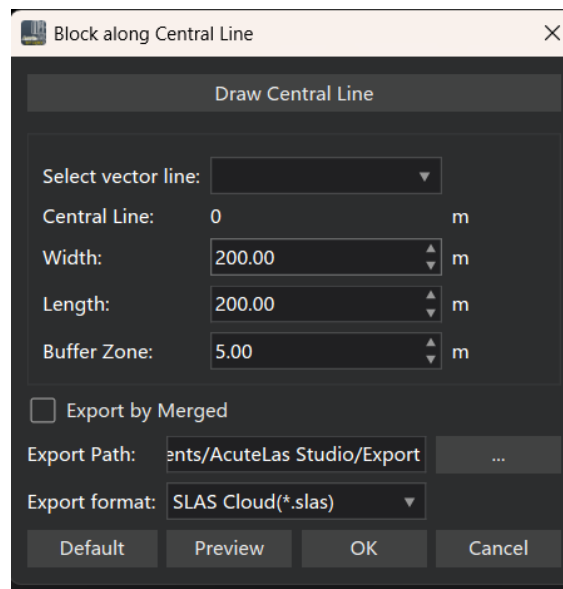 Block along Central Line
Draw Central Line
Select vector line:
Central Line: 0 m
Width: 200.00 m
Length: 200.00 m
Buffer Zone: 5.00 m
Export by Merged
Export Path: ents/AcuteLas Studio/Export ...
Export format: SLAS Cloud(*.slas)
Default Preview OK Cancel